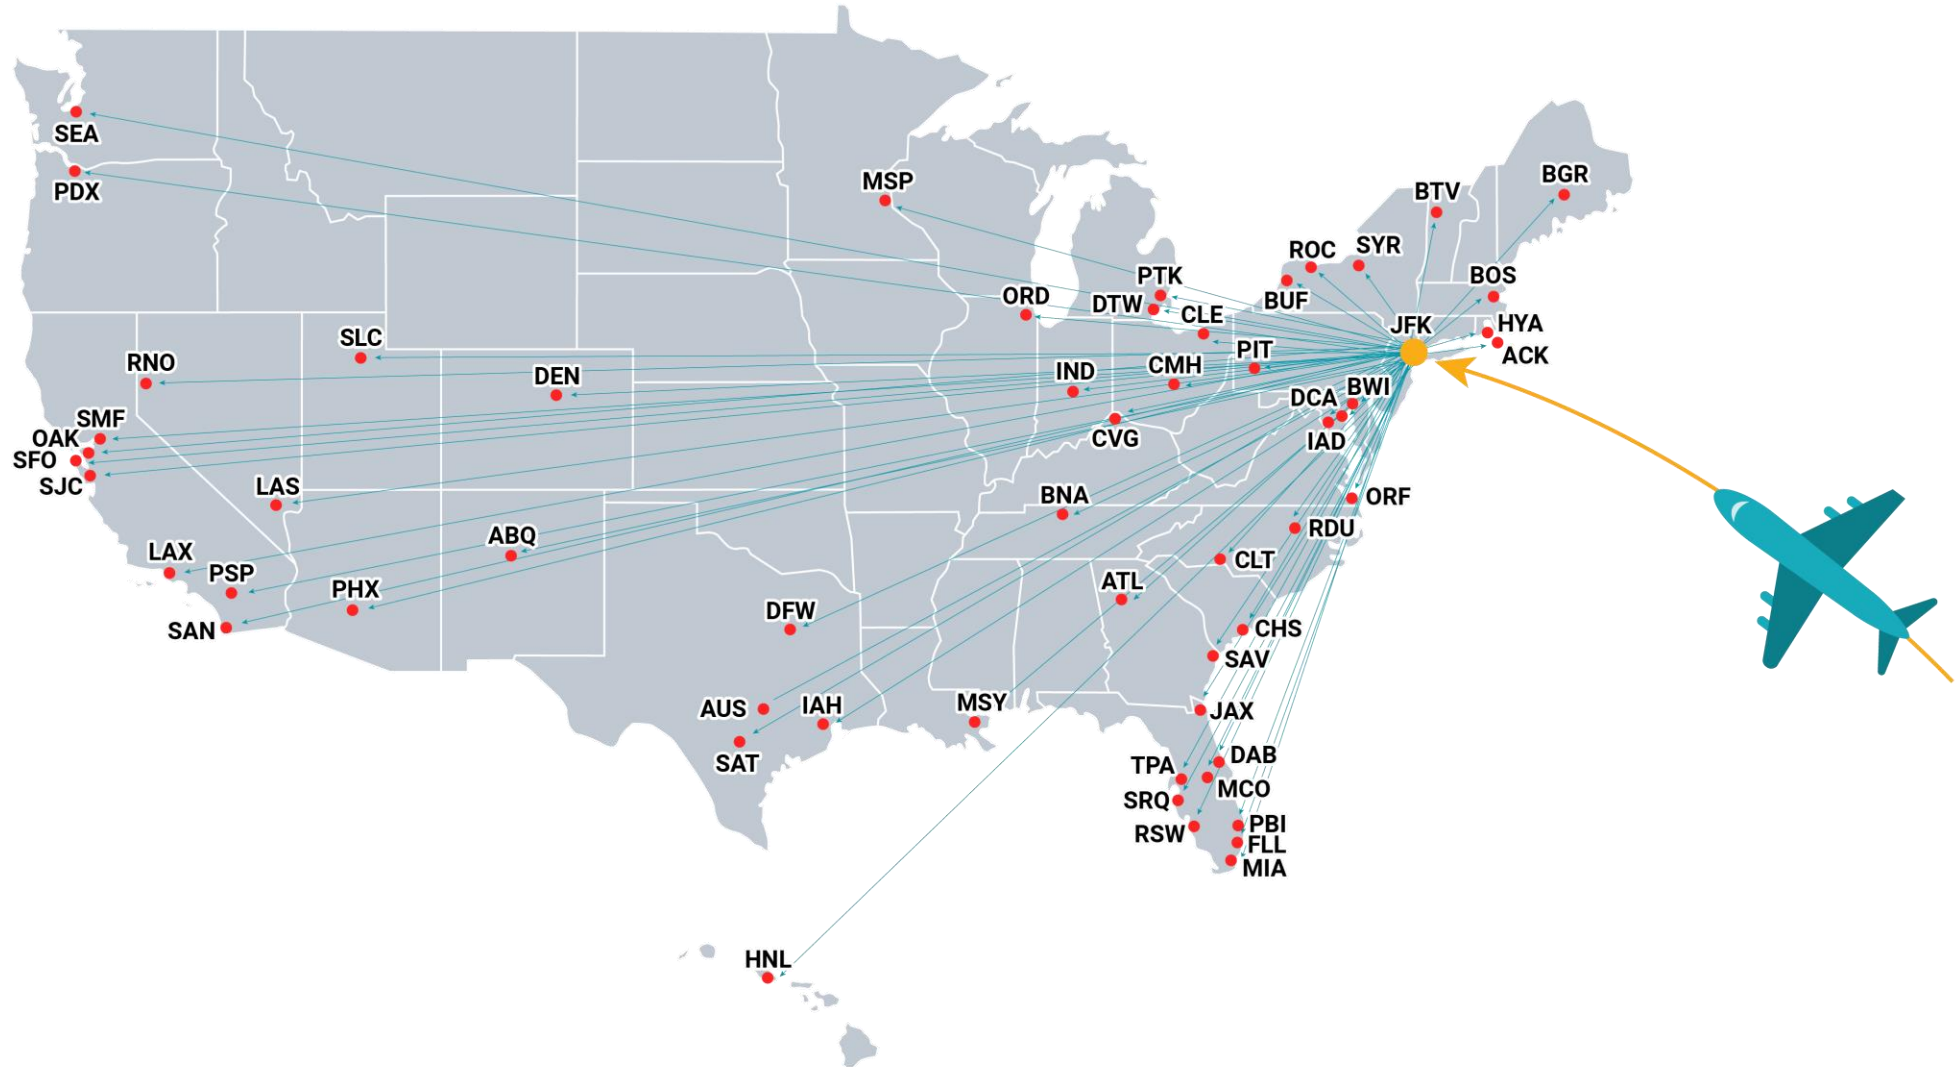 SEA
PDX
MSP
BTV
BGR
ROC
SYR
BOS
PTK
ORD
DTW
CLE
BUF
JFK
HYA
ACK
SLC
RNO
DEN
IND
CMH
PIT
BWI
DCA
IAD
CVG
SMF
OAK
SFO
SJC
LAS
BNA
ORF
RDU
ABQ
CLT
LAX
PSP
PHX
ATL
SAN
DFW
CHS
SAV
AUS
IAH
MSY
JAX
SAT
TPA
DAB
MCO
SRQ
RSW
PBI
FLL
MIA
HNL